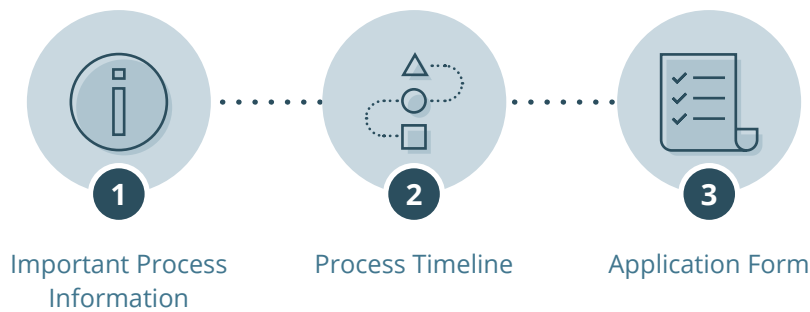 1
Important Process
Information
2
Process Timeline
3
Application Form